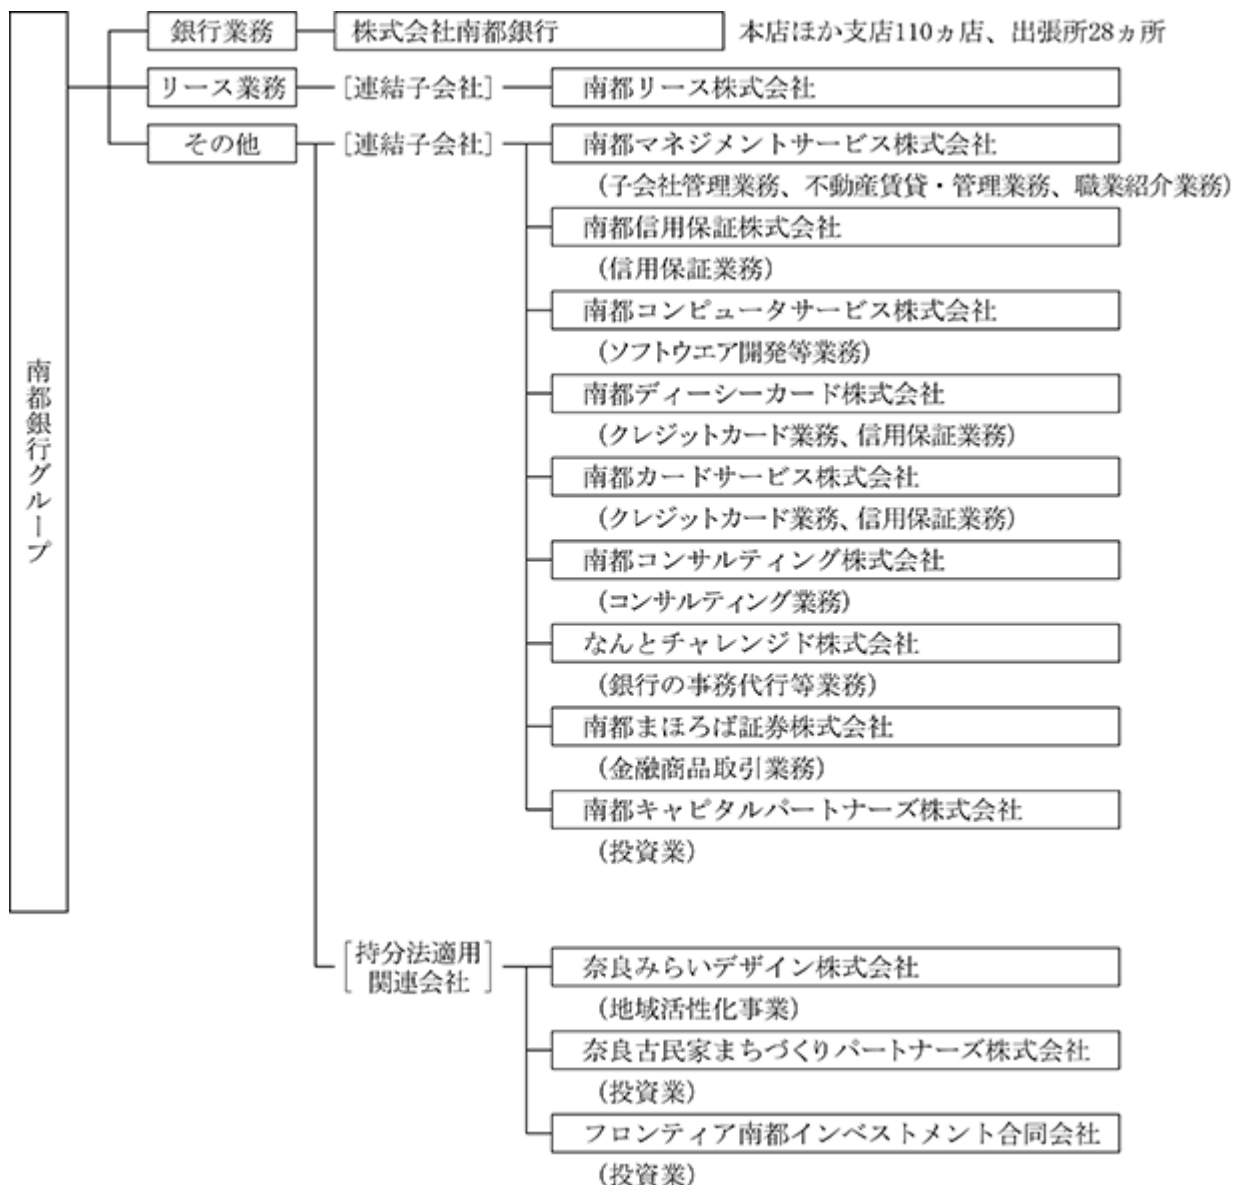 南都銀行グループ
銀行業務 株式会社南都銀行 本店ほか支店110ヵ店、出張所28ヵ所
リース業務 [連結子会社] 南都リース株式会社
その他 [連結子会社] 南都マネジメントサービス株式会社
(子会社管理業務、不動産賃貸・管理業務、職業紹介業務)
南都信用保証株式会社
(信用保証業務)
南都コンピュータサービス株式会社
(ソフトウエア開発等業務)
南都ディーシーカード株式会社
(クレジットカード業務、信用保証業務)
南都カードサービス株式会社
(クレジットカード業務、信用保証業務)
南都コンサルティング株式会社
(コンサルティング業務)
なんとチャレンジド株式会社
(銀行の事務代行等業務)
南都まほろば証券株式会社
(金融商品取引業務)
南都キャピタルパートナーズ株式会社
(投資業)
[持分法適用
関連会社]
奈良みらいデザイン株式会社
(地域活性化事業)
奈良古民家まちづくりパートナーズ株式会社
(投資業)
フロンティア南都インベストメント合同会社
(投資業)